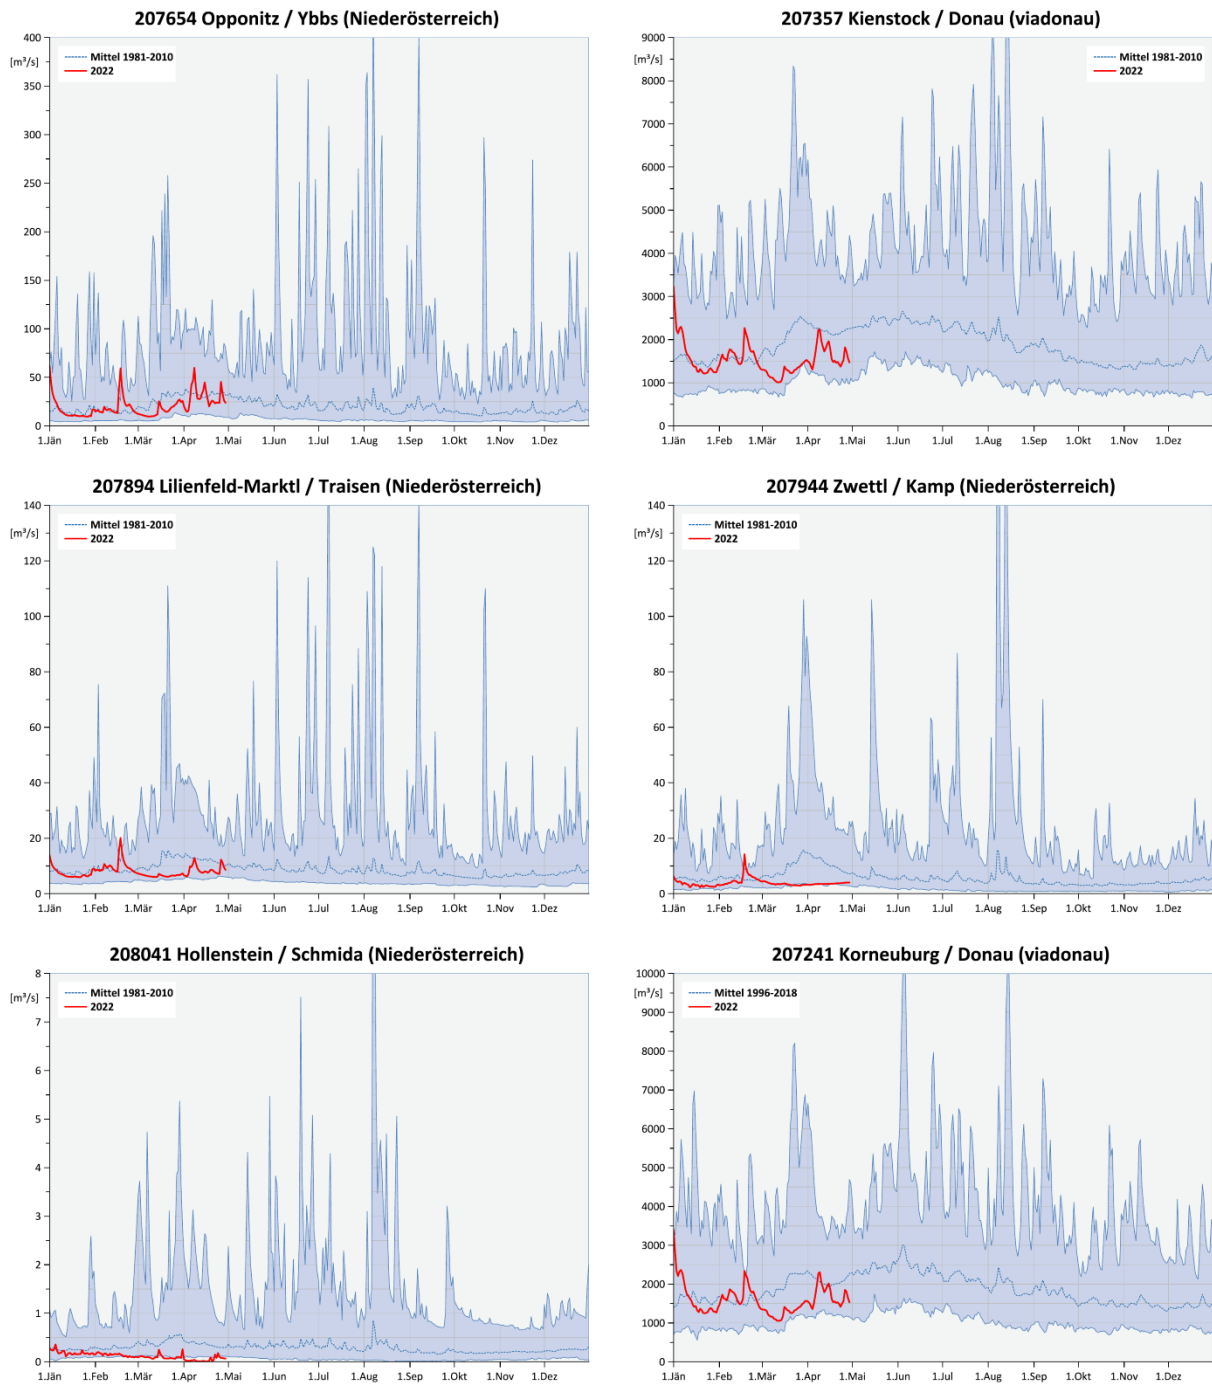 207654 Opponitz / Ybbs (Niederösterreich)
400
[m³/s]
350
300
250
200
150
100
50
0
Mittel 1981-2010
2022
1.Jän 1.Feb 1.Mär 1.Apr 1.Mai 1.Jun 1.Jul 1.Aug 1.Sep 1.Okt 1.Nov 1.Dez
207357 Kienstock / Donau (viadonau)
9000
[m³/s]
8000
7000
6000
5000
4000
3000
2000
1000
0
Mittel 1981-2010
2022
1.Jän 1.Feb 1.Mär 1.Apr 1.Mai 1.Jun 1.Jul 1.Aug 1.Sep 1.Okt 1.Nov 1.Dez
207894 Lilienfeld-Marktl / Traisen (Niederösterreich)
140
[m³/s]
120
100
80
60
40
20
0
Mittel 1981-2010
2022
1.Jän 1.Feb 1.Mär 1.Apr 1.Mai 1.Jun 1.Jul 1.Aug 1.Sep 1.Okt 1.Nov 1.Dez
207944 Zwettl / Kamp (Niederösterreich)
140
[m³/s]
120
100
80
60
40
20
0
Mittel 1981-2010
2022
1.Jän 1.Feb 1.Mär 1.Apr 1.Mai 1.Jun 1.Jul 1.Aug 1.Sep 1.Okt 1.Nov 1.Dez
208041 Hollenstein / Schmida (Niederösterreich)
8
[m³/s]
7
6
5
4
3
2
1
0
Mittel 1981-2010
2022
1.Jän 1.Feb 1.Mär 1.Apr 1.Mai 1.Jun 1.Jul 1.Aug 1.Sep 1.Okt 1.Nov 1.Dez
207241 Korneuburg / Donau (viadonau)
10000
[m³/s]
9000
8000
7000
6000
5000
4000
3000
2000
1000
0
Mittel 1996-2018
2022
1.Jän 1.Feb 1.Mär 1.Apr 1.Mai 1.Jun 1.Jul 1.Aug 1.Sep 1.Okt 1.Nov 1.Dez